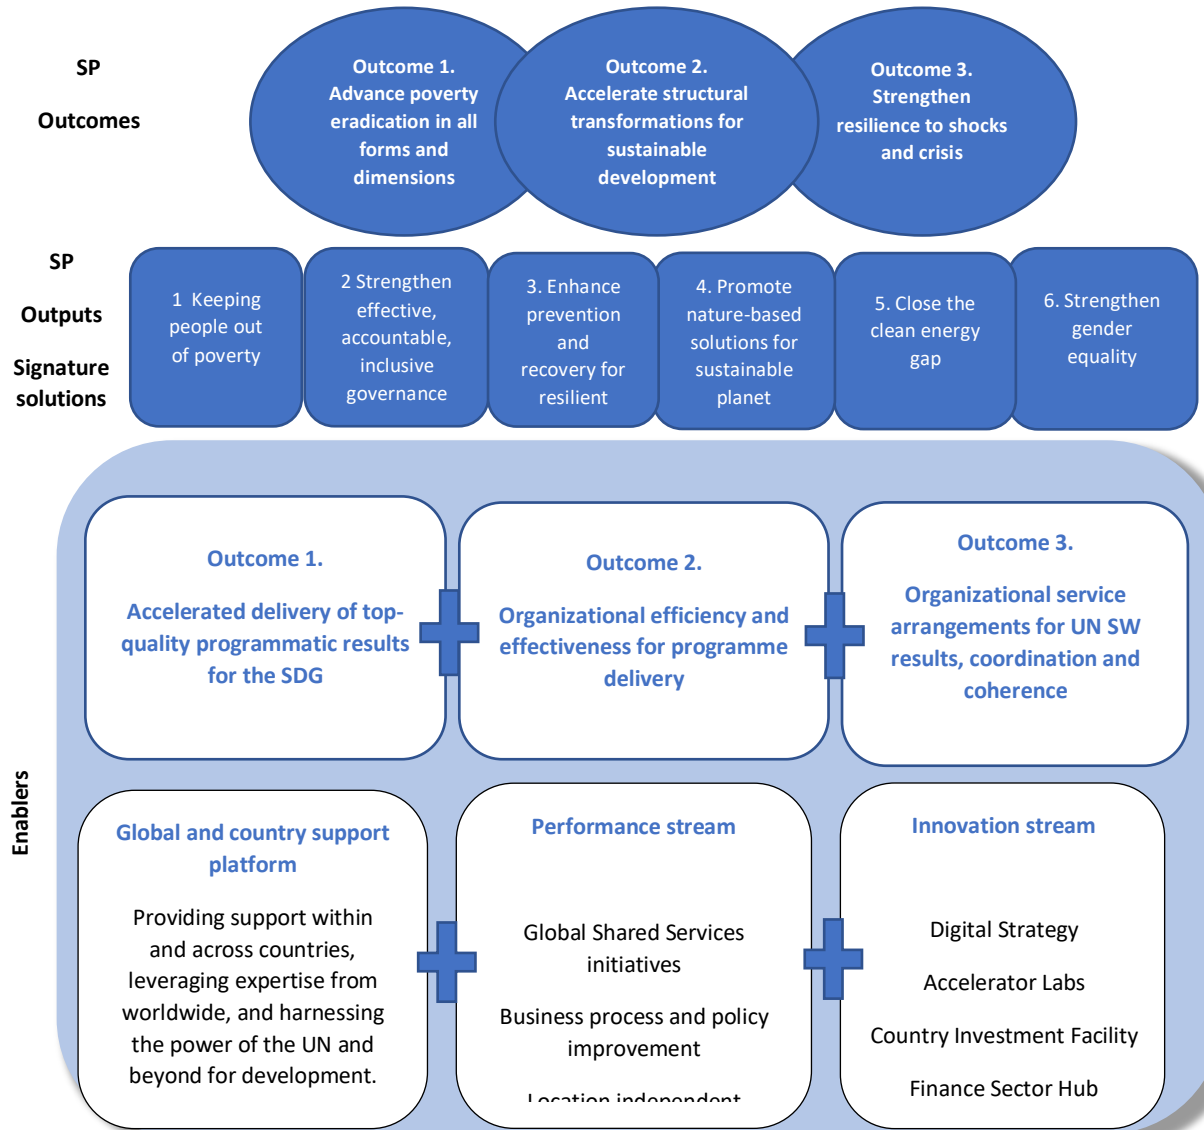 SP
Outcomes
Outcome 1.
Advance poverty
eradication in all
forms and
dimensions
Outcome 2.
Accelerate structural
transformations for
sustainable
development
Outcome 3.
Strengthen
resilience to shocks
and crisis
SP
Outputs
Signature
solutions
1 Keeping
people out
of poverty
2 Strengthen
effective,
accountable,
inclusive
governance
3. Enhance
prevention
and
recovery for
resilient
4. Promote
nature-based
solutions for
sustainable
planet
5. Close the
clean energy
gap
6. Strengthen
gender
equality
Enablers
Outcome 1.
Accelerated delivery of top-
quality programmatic results
for the SDG
Outcome 2.
Organizational efficiency and
effectiveness for programme
delivery
Outcome 3.
Organizational service
arrangements for UN SW
results, coordination and
coherence
Global and country support
platform
Providing support within
and across countries,
leveraging expertise from
worldwide, and harnessing
the power of the UN and
beyond for development.
Performance stream
Global Shared Services
initiatives
Business process and policy
improvement
Location independent
Innovation stream
Digital Strategy
Accelerator Labs
Country Investment Facility
Finance Sector Hub